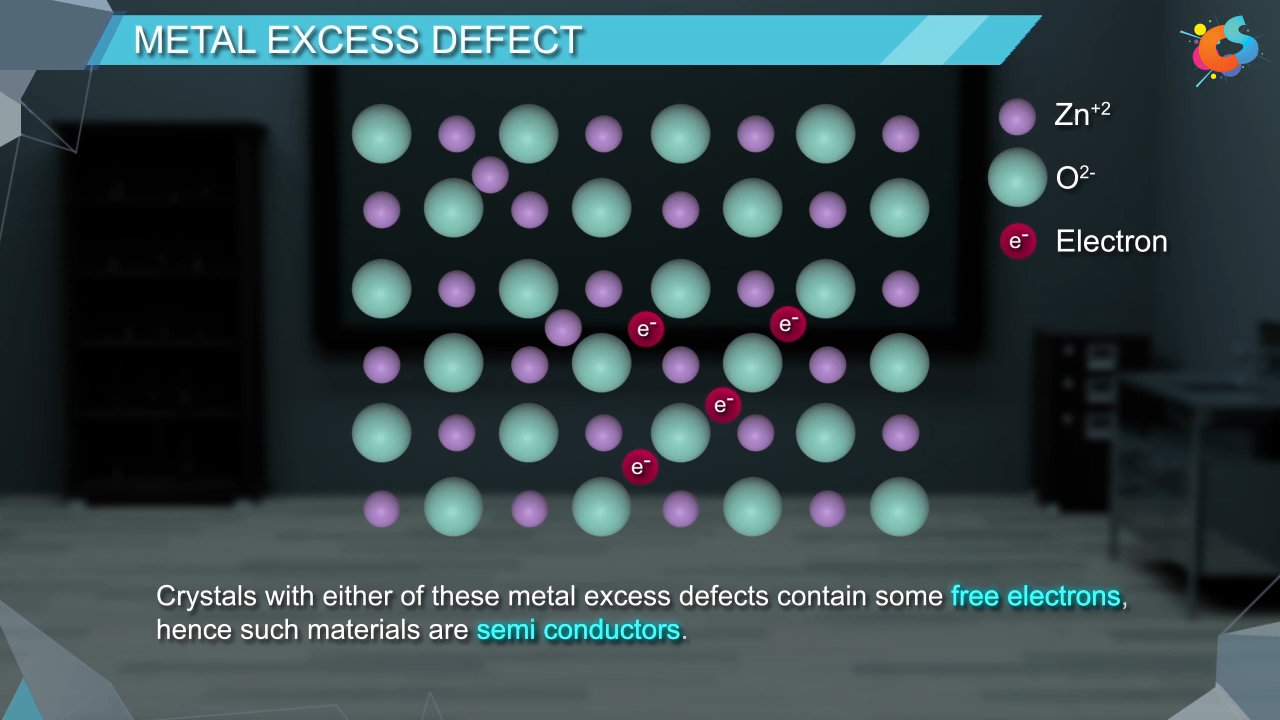 METAL EXCESS DEFECT
CS
Zn⁺²
O²⁻
e⁻ Electron
e⁻
e⁻
e⁻
e⁻
Crystals with either of these metal excess defects contain some free electrons,
hence such materials are semi conductors.